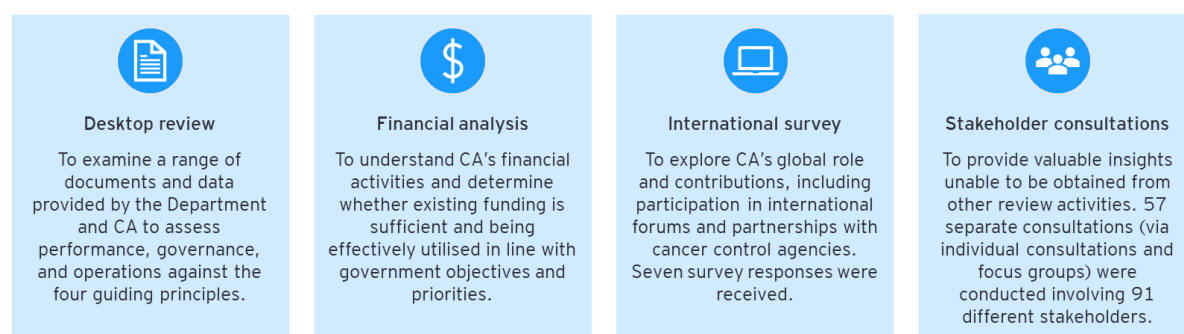 Desktop review
To examine a range of
documents and data
provided by the Department
and CA to assess
performance, governance,
and operations against the
four guiding principles.
Financial analysis
To understand CA's financial
activities and determine
whether existing funding is
sufficient and being
effectively utilised in line with
government objectives and
priorities.
International survey
To explore CA's global role
and contributions, including
participation in international
forums and partnerships with
cancer control agencies.
Seven survey responses were
received.
Stakeholder consultations
To provide valuable insights
unable to be obtained from
other review activities. 57
separate consultations (via
individual consultations and
focus groups) were
conducted involving 91
different stakeholders.